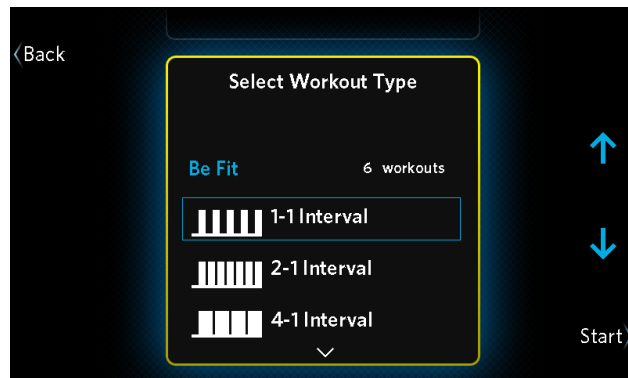 Back
Select Workout Type
Be Fit 6 workouts
1-1 Interval
2-1 Interval
4-1 Interval
Start